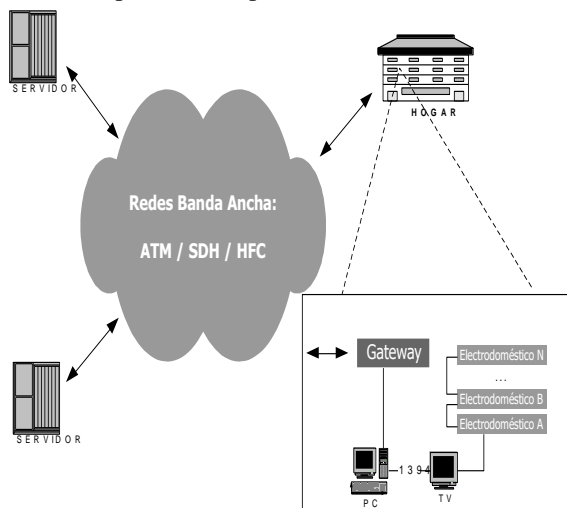 SERVIDOR
HOGAR
Redes Banda Ancha:
ATM / SDH / HFC
Gateway
Electrodoméstico N
...
Electrodoméstico B
Electrodoméstico A
SERVIDOR
1394
PC
TV